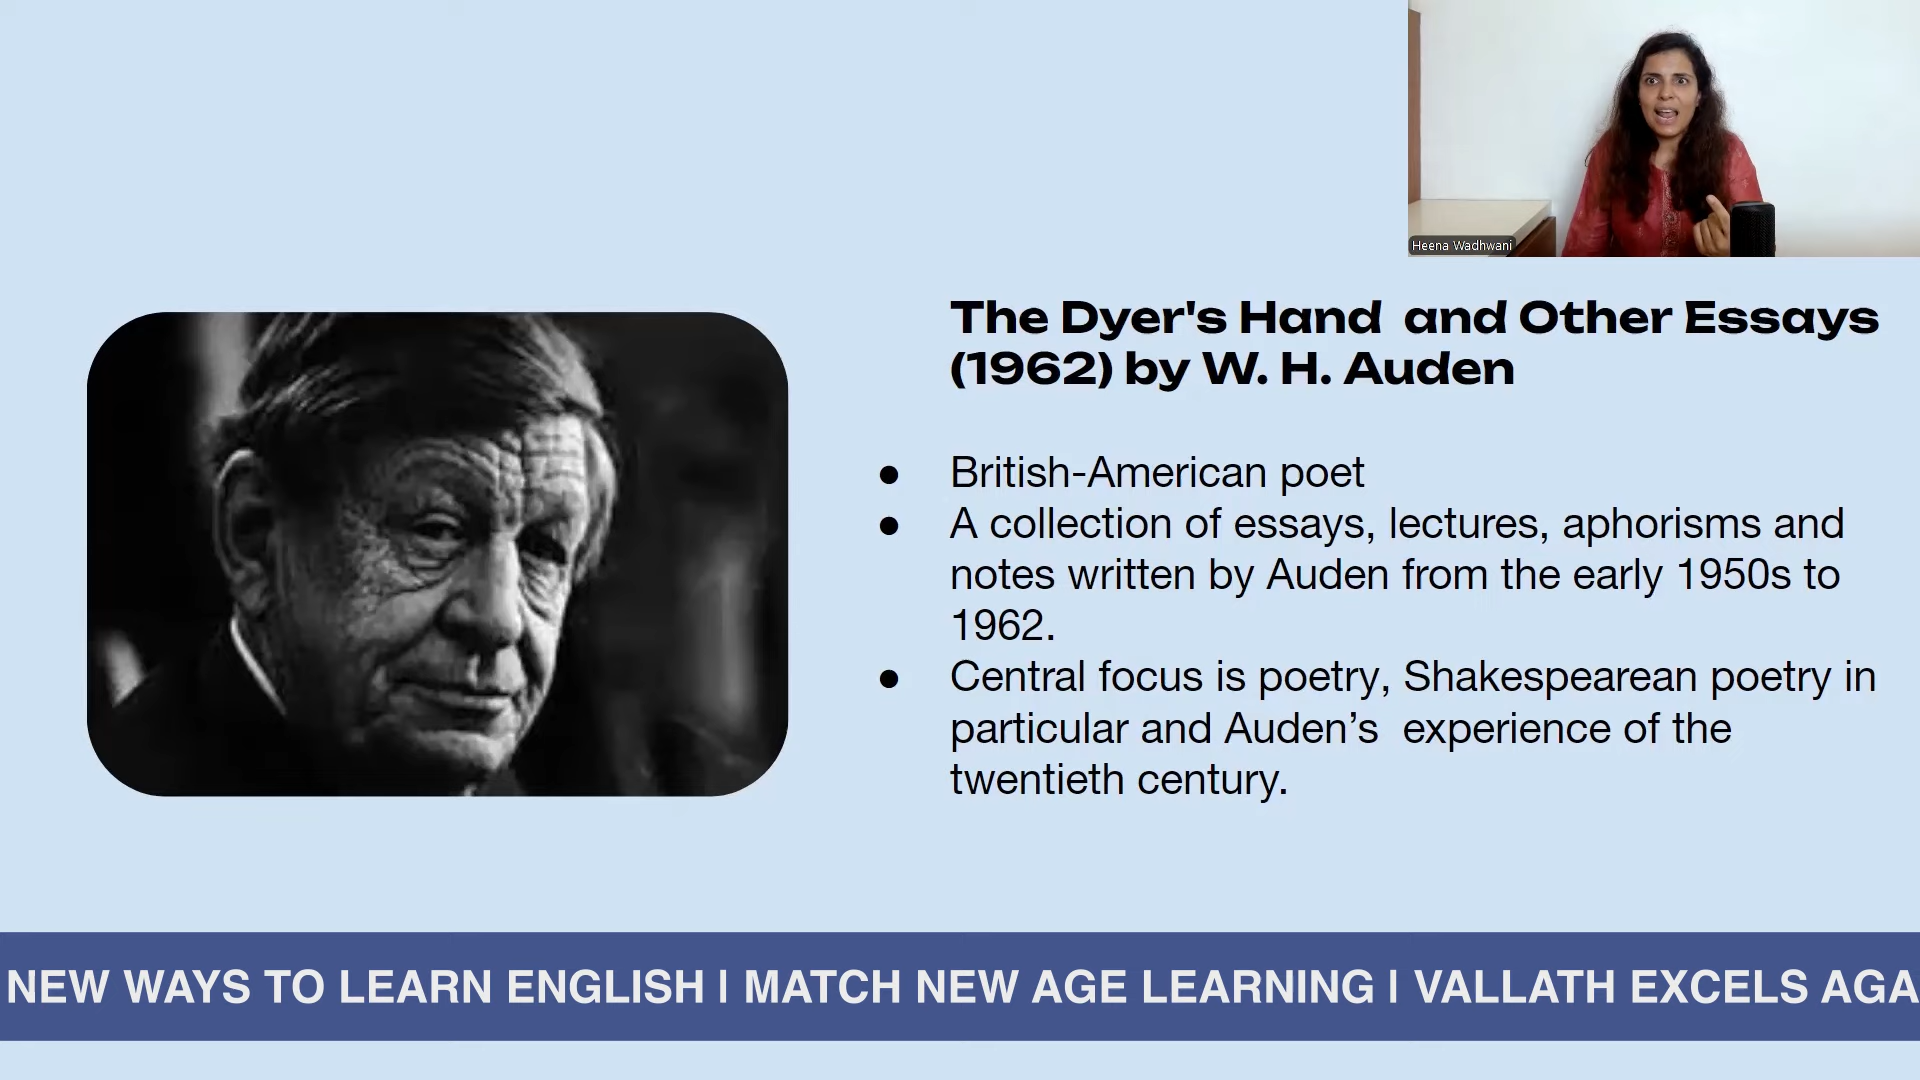 Heena Wadhwani
The Dyer's Hand and Other Essays
(1962) by W. H. Auden
● British-American poet
● A collection of essays, lectures, aphorisms and
notes written by Auden from the early 1950s to
1962.
● Central focus is poetry, Shakespearean poetry in
particular and Auden’s experience of the
twentieth century.
NEW WAYS TO LEARN ENGLISH | MATCH NEW AGE LEARNING | VALLATH EXCELS AGA